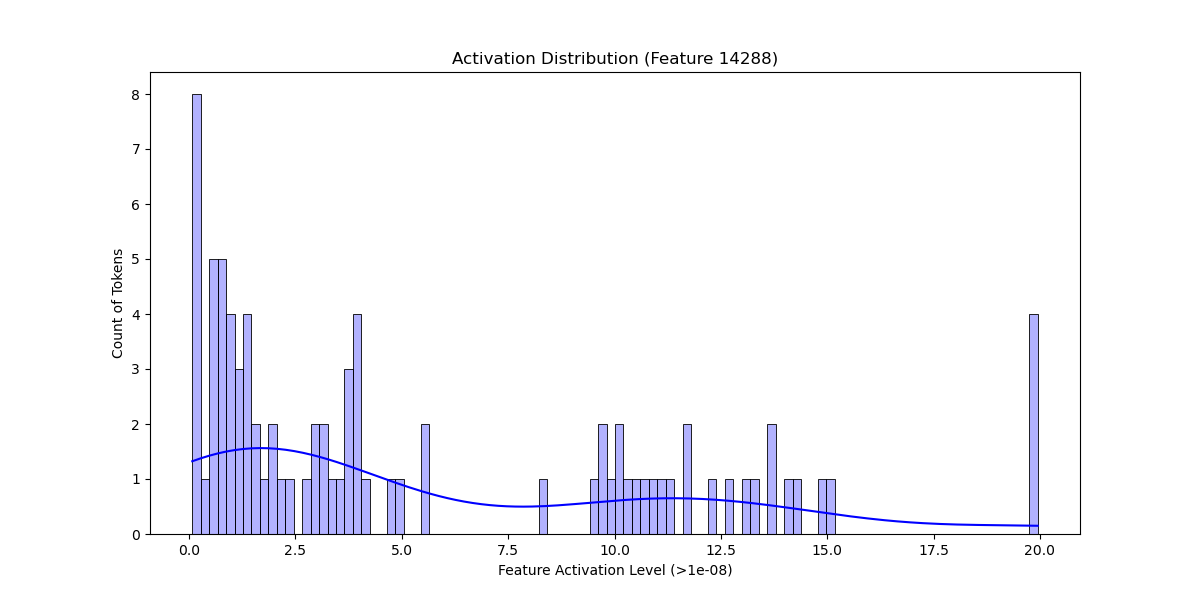 Activation Distribution (Feature 14288)
8
7
6
5
4
3
2
1
0
Count of Tokens
0.0 2.5 5.0 7.5 10.0 12.5 15.0 17.5 20.0
Feature Activation Level (>1e-08)